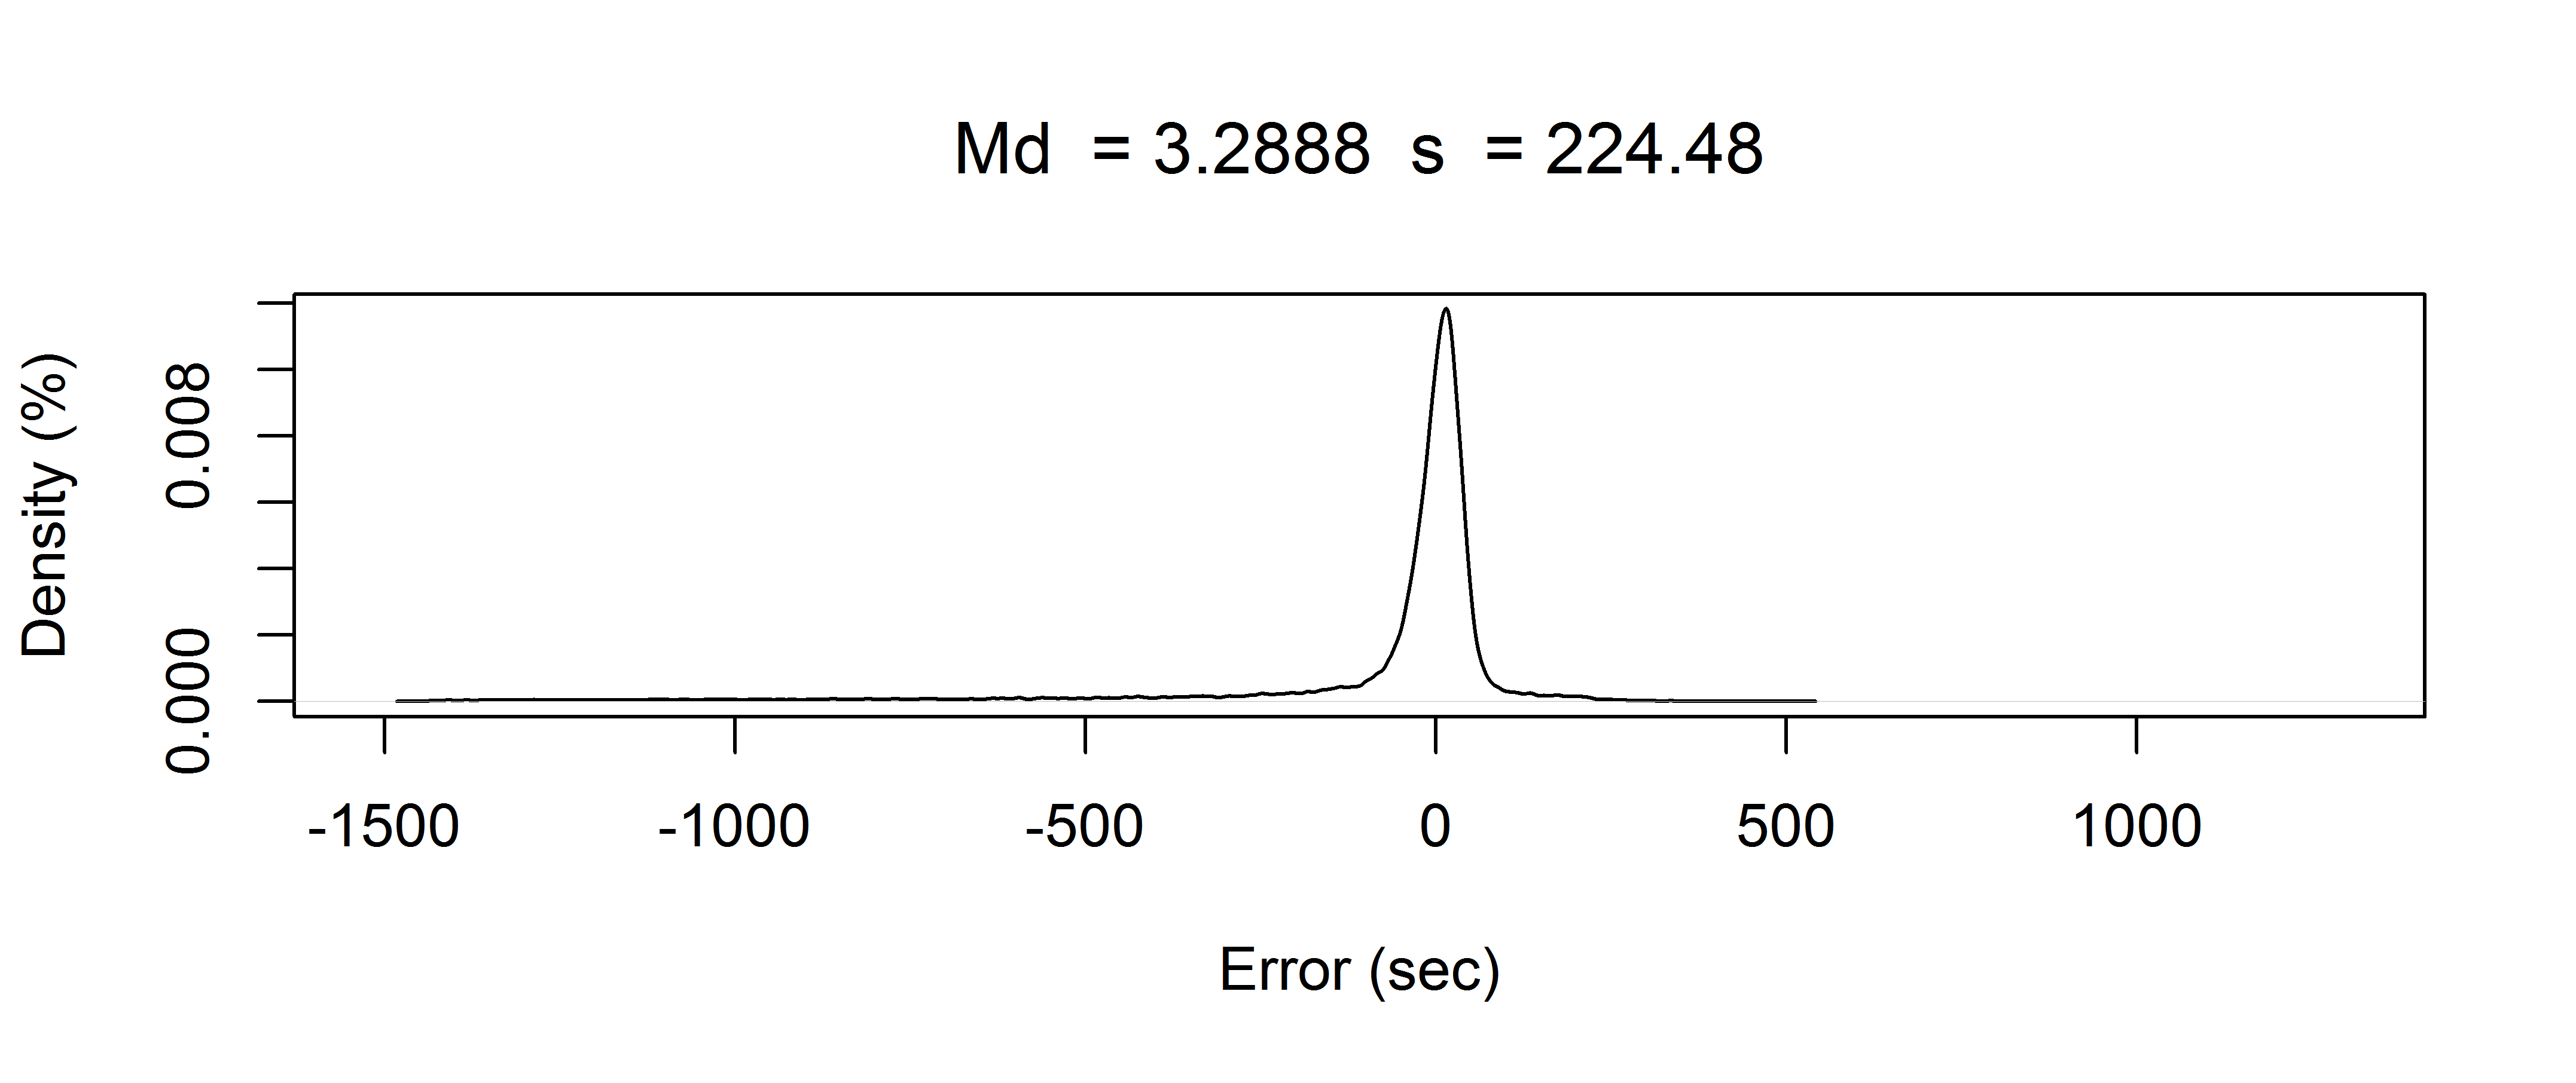 Md = 3.2888 s = 224.48
Density (%)
0.008
0.000
-1500 -1000 -500 0 500 1000
Error (sec)